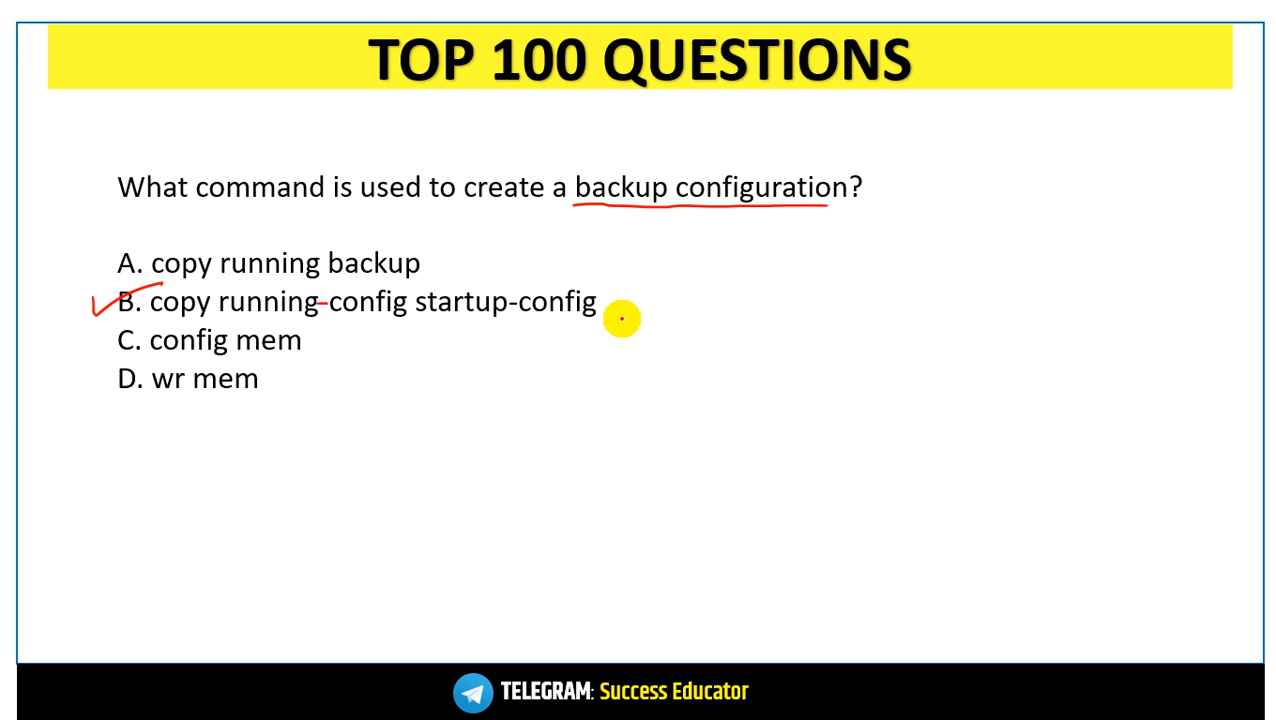 TOP 100 QUESTIONS
What command is used to create a backup configuration?
A. copy running backup
B. copy running-config startup-config
C. config mem
D. wr mem
TELEGRAM: Success Educator